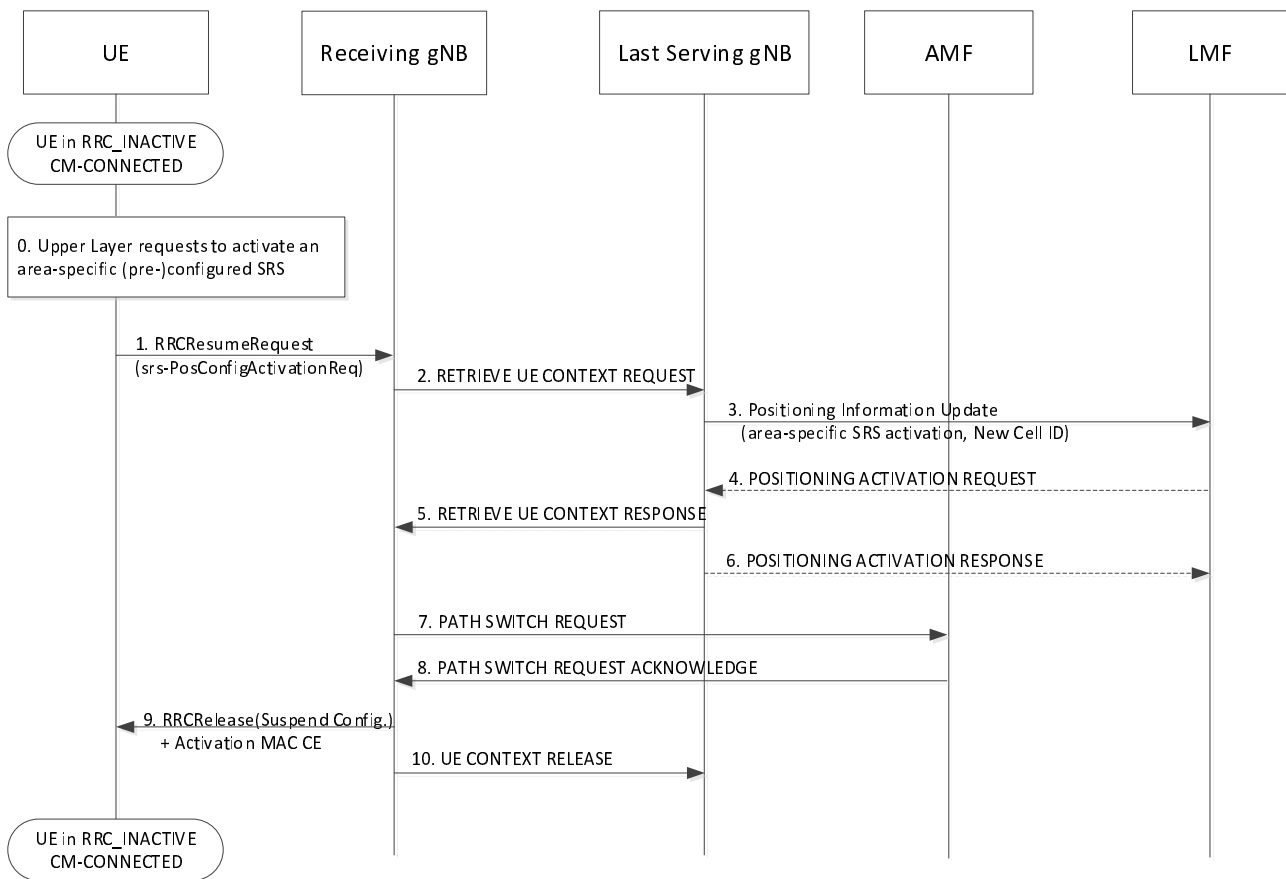 UE
Receiving gNB
Last Serving gNB
AMF
LMF
UE in RRC_INACTIVE
CM-CONNECTED
0. Upper Layer requests to activate an
area-specific (pre-)configured SRS
1. RRCResumeRequest
(srs-PosConfigActivationReq)
2. RETRIEVE UE CONTEXT REQUEST
3. Positioning Information Update
(area-specific SRS activation, New Cell ID)
4. POSITIONING ACTIVATION REQUEST
5. RETRIEVE UE CONTEXT RESPONSE
6. POSITIONING ACTIVATION RESPONSE
7. PATH SWITCH REQUEST
8. PATH SWITCH REQUEST ACKNOWLEDGE
9. RRCRelease(Suspend Config.)
+ Activation MAC CE
10. UE CONTEXT RELEASE
UE in RRC_INACTIVE
CM-CONNECTED